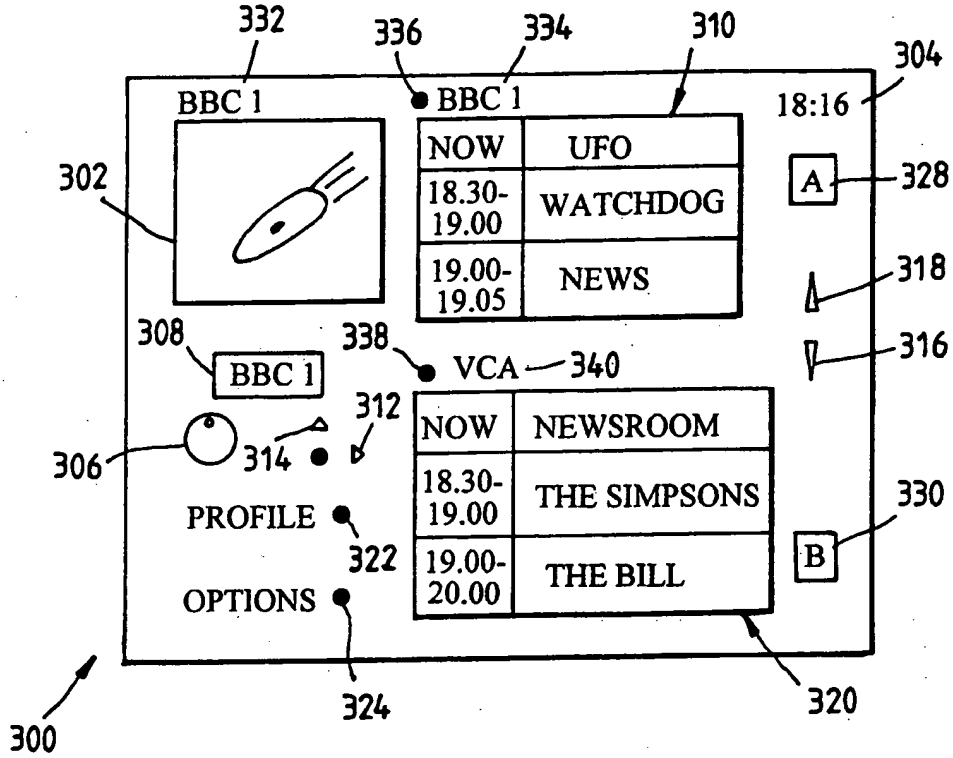 332
336
334
310
304
BBC 1
BBC 1
18:16
302
NOW
UFO
A
328
18.30-
19.00
WATCHDOG
19.00-
19.05
NEWS
318
308
338
VCA
340
316
BBC 1
312
NOW
NEWSROOM
306
314
18.30-
19.00
THE SIMPSONS
330
PROFILE
322
19.00-
20.00
THE BILL
B
OPTIONS
324
320
300